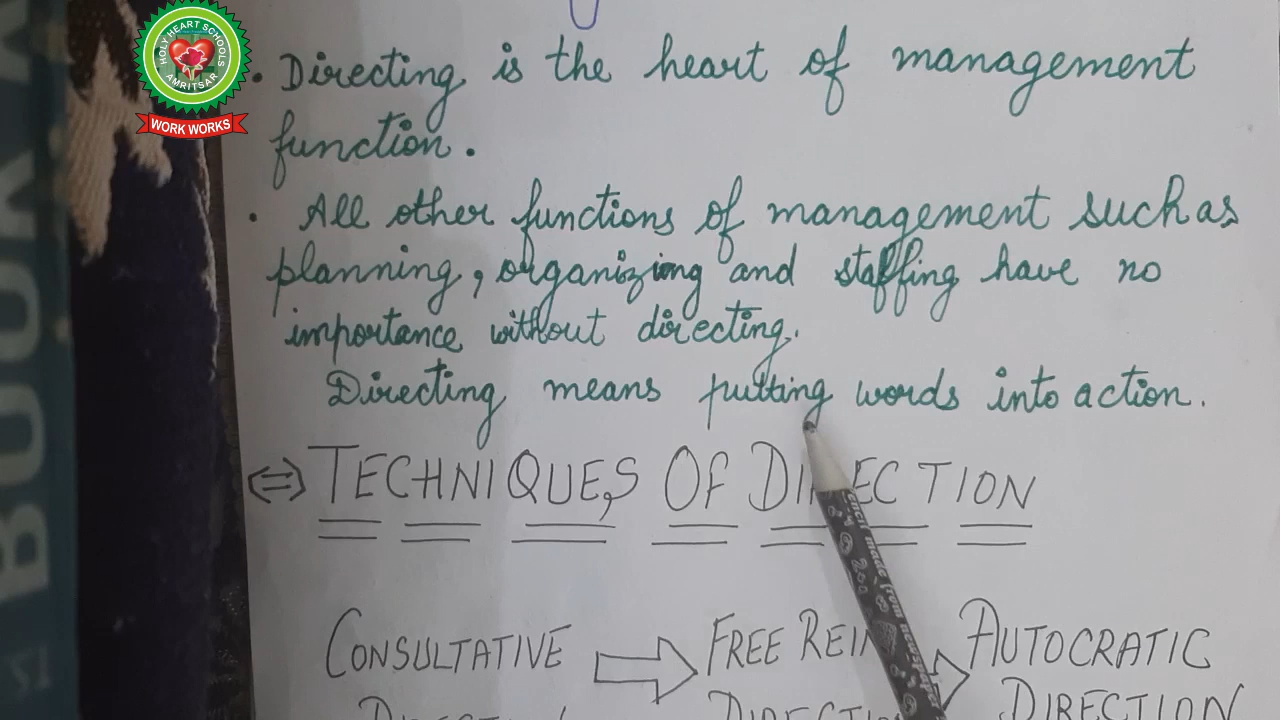 HOLY HEART SCHOOLS
AMRITSAR
WORK WORKS
• Directing is the heart of management
function.
• All other functions of management such as
planning, organizing and staffing have no
importance without directing.
Directing means putting words into action.
⇔ TECHNIQUES OF DIRECTION
CONSULTATIVE ⇨ FREE REIN ⇨ AUTOCRATIC
DIRECTION